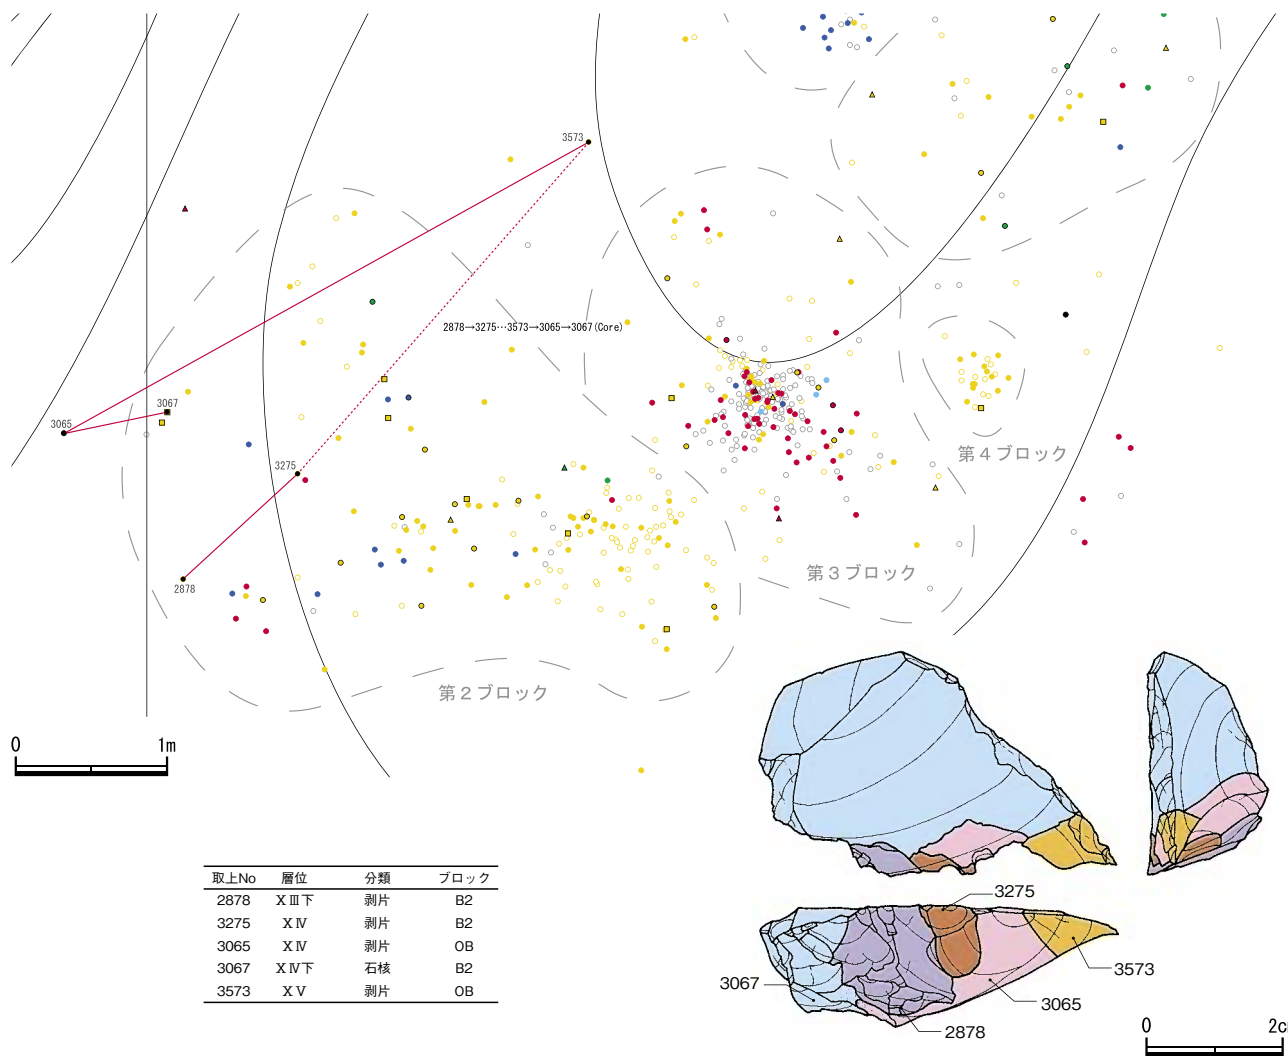 3573
2878→3275…3573→3065→3067(Core)
3067
3065
3275
第4ブロック
2878
第3ブロック
第2ブロック
0 1m
取上No 層位 分類 ブロック
2878 XⅢ下 剥片 B2
3275 XⅣ 剥片 B2
3065 XⅣ 剥片 OB
3067 XⅣ下 石核 B2
3573 XⅤ 剥片 OB
3275
3573
3067
3065
2878
0 2c